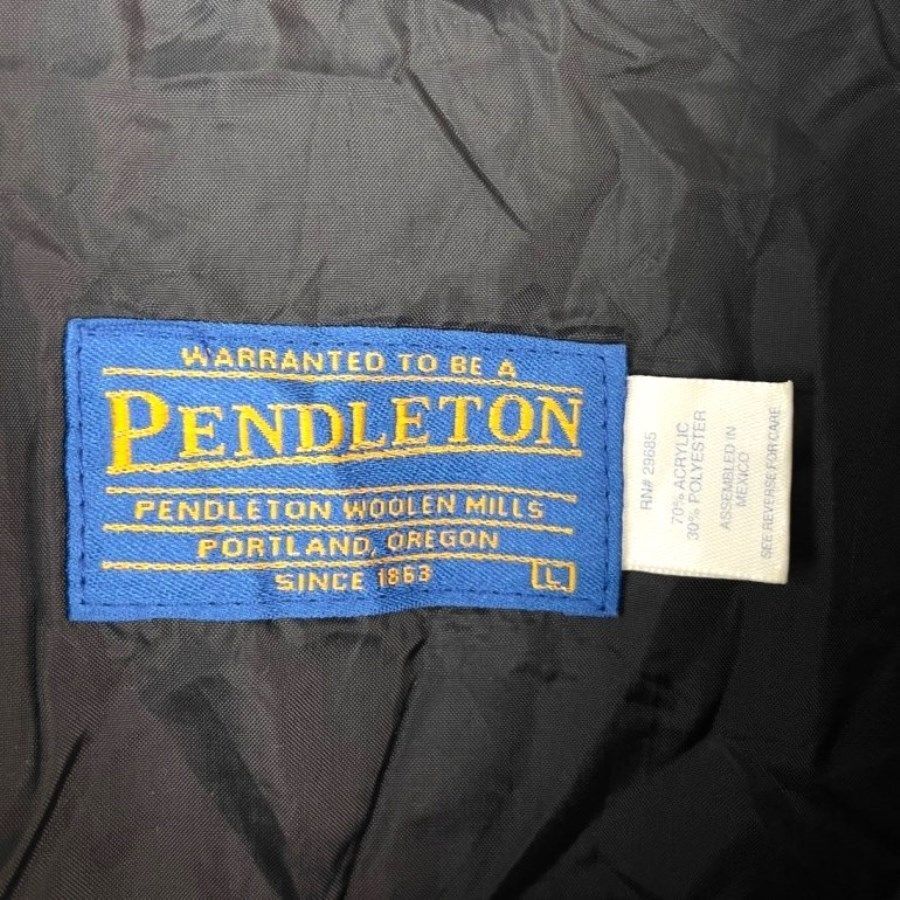 WARRANTED TO BE A
PENDLETON
PENDLETON WOOLEN MILLS
PORTLAND, OREGON
SINCE 1863
L
RN# 29685
70% ACRYLIC
30% POLYESTER
ASSEMBLED IN
MEXICO
SEE REVERSE FOR CARE